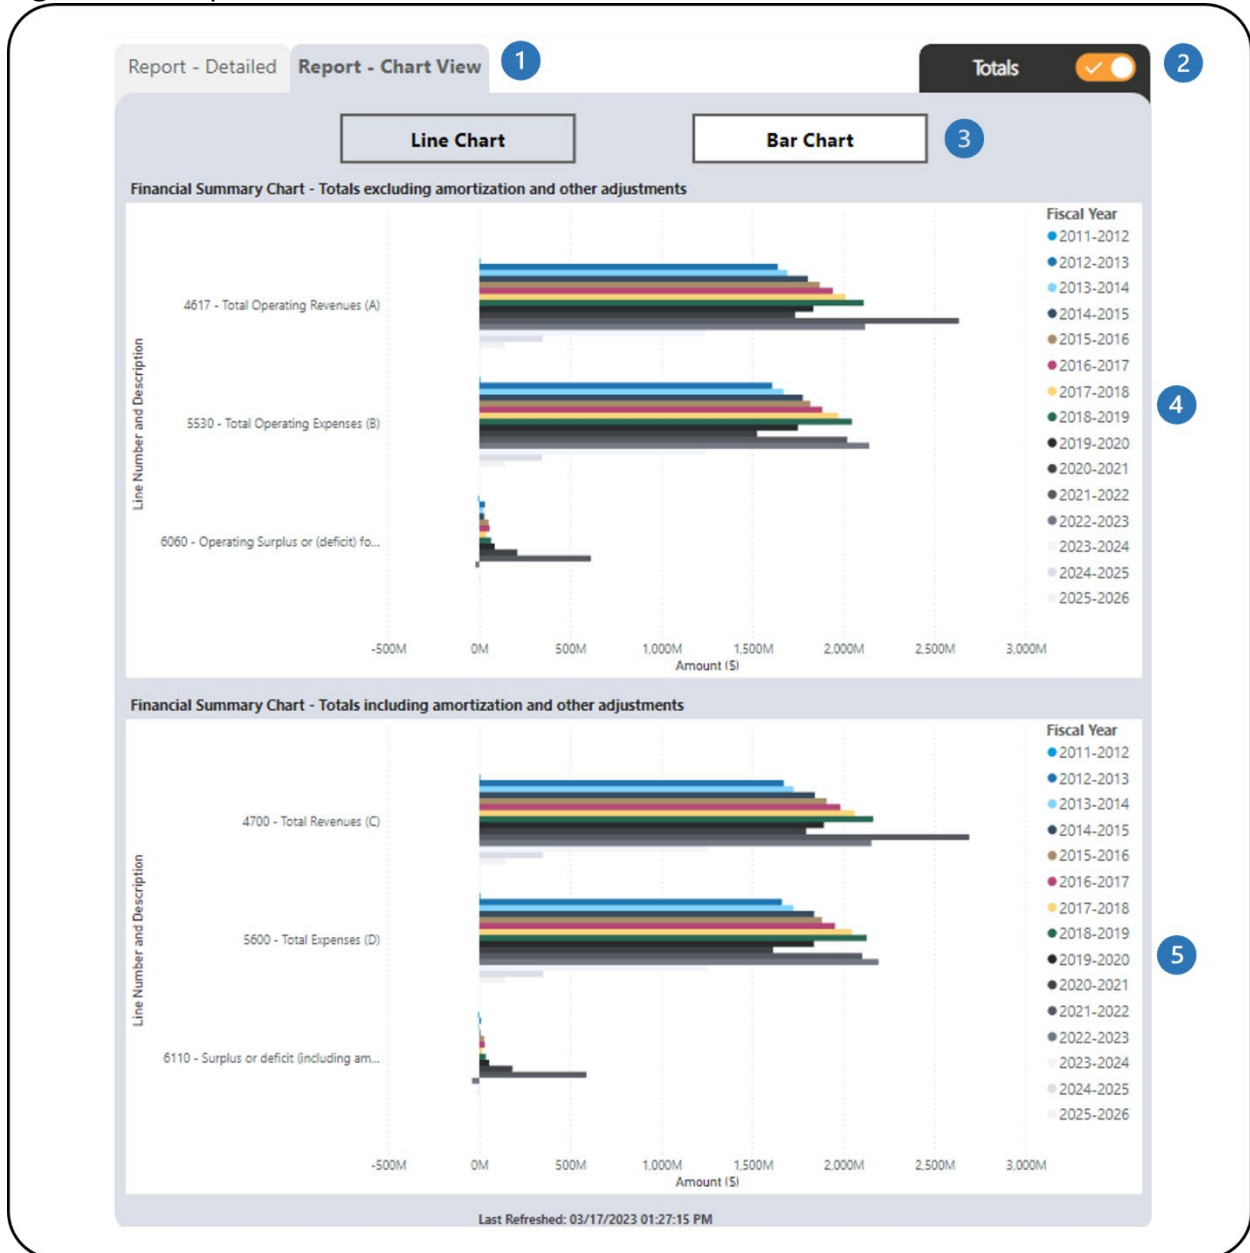 Report - Detailed Report - Chart View 1 Totals 2
Line Chart Bar Chart 3
Financial Summary Chart - Totals excluding amortization and other adjustments
Fiscal Year
2011-2012
2012-2013
2013-2014
2014-2015
2015-2016
2016-2017
2017-2018
2018-2019
2019-2020
2020-2021
2021-2022
2022-2023
2023-2024
2024-2025
2025-2026
4
Line Number and Description
4617 - Total Operating Revenues (A)
5530 - Total Operating Expenses (B)
6060 - Operating Surplus or (deficit) fo...
-500M 0M 500M 1,000M 1,500M 2,000M 2,500M 3,000M
Amount ($)
Financial Summary Chart - Totals including amortization and other adjustments
Fiscal Year
2011-2012
2012-2013
2013-2014
2014-2015
2015-2016
2016-2017
2017-2018
2018-2019
2019-2020
2020-2021
2021-2022
2022-2023
2023-2024
2024-2025
2025-2026
5
Line Number and Description
4700 - Total Revenues (C)
5600 - Total Expenses (D)
6110 - Surplus or deficit (including am...
-500M 0M 500M 1,000M 1,500M 2,000M 2,500M 3,000M
Amount ($)
Last Refreshed: 03/17/2023 01:27:15 PM